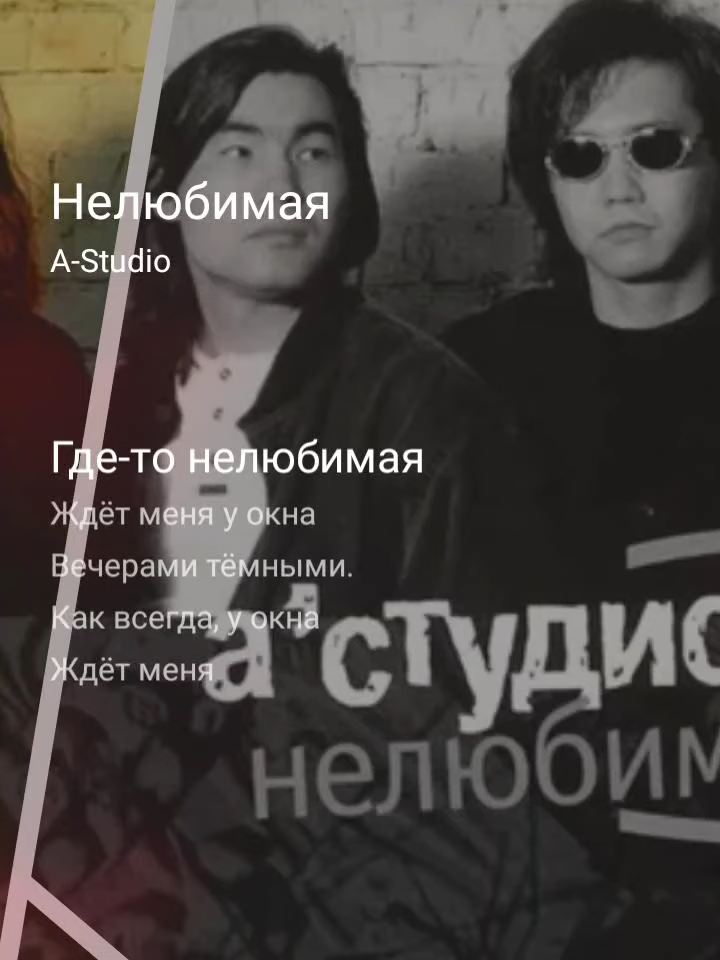 Нелюбимая
A-Studio
Где-то нелюбимая
Ждёт меня у окна
Вечерами тёмными.
Как всегда, у окна
Ждёт меня
а'студио
нелюбим